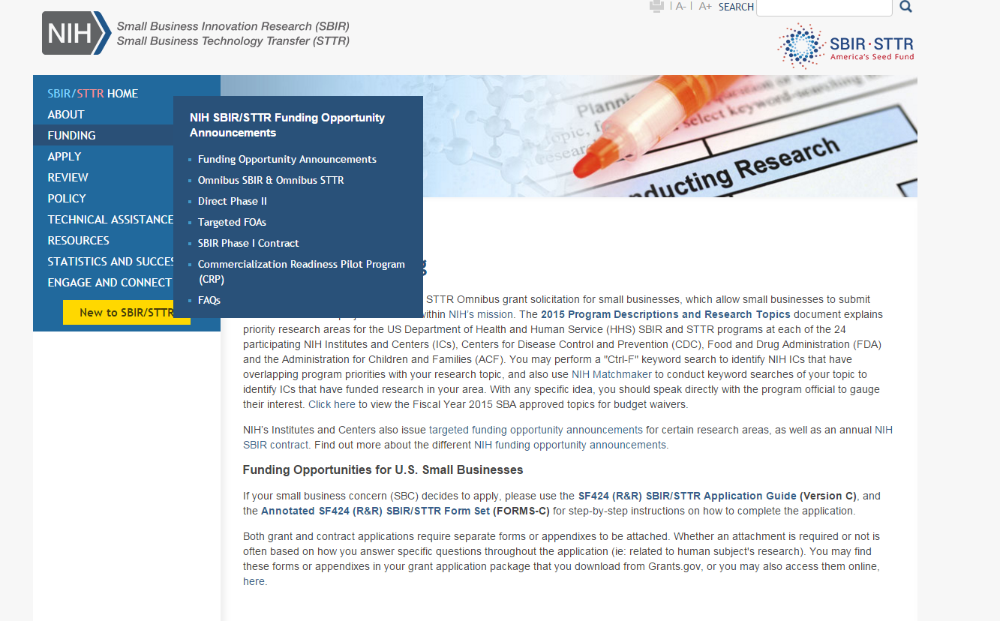 A- A+ SEARCH
NIH
Small Business Innovation Research (SBIR)
Small Business Technology Transfer (STTR)
SBIR·STTR
America's Seed Fund
SBIR/STTR HOME
ABOUT
FUNDING
APPLY
REVIEW
POLICY
TECHNICAL ASSISTANCE
RESOURCES
STATISTICS AND SUCCES
ENGAGE AND CONNECT
New to SBIR/STTR
NIH SBIR/STTR Funding Opportunity
Announcements
Funding Opportunity Announcements
Omnibus SBIR & Omnibus STTR
Direct Phase II
Targeted FOAs
SBIR Phase I Contract
Commercialization Readiness Pilot Program
(CRP)
FAQs
select keyword-searching
topic, f
research
nducting Research
STTR Omnibus grant solicitation for small businesses, which allow small businesses to submit
within NIH's mission. The 2015 Program Descriptions and Research Topics document explains
priority research areas for the US Department of Health and Human Service (HHS) SBIR and STTR programs at each of the 24
participating NIH Institutes and Centers (ICs), Centers for Disease Control and Prevention (CDC), Food and Drug Administration (FDA)
and the Administration for Children and Families (ACF). You may perform a "Ctrl-F" keyword search to identify NIH ICs that have
overlapping program priorities with your research topic, and also use NIH Matchmaker to conduct keyword searches of your topic to
identify ICs that have funded research in your area. With any specific idea, you should speak directly with the program official to gauge
their interest. Click here to view the Fiscal Year 2015 SBA approved topics for budget waivers.
NIH's Institutes and Centers also issue targeted funding opportunity announcements for certain research areas, as well as an annual NIH
SBIR contract. Find out more about the different NIH funding opportunity announcements.
Funding Opportunities for U.S. Small Businesses
If your small business concern (SBC) decides to apply, please use the SF424 (R&R) SBIR/STTR Application Guide (Version C), and
the Annotated SF424 (R&R) SBIR/STTR Form Set (FORMS-C) for step-by-step instructions on how to complete the application.
Both grant and contract applications require separate forms or appendixes to be attached. Whether an attachment is required or not is
often based on how you answer specific questions throughout the application (ie: related to human subject's research). You may find
these forms or appendixes in your grant application package that you download from Grants.gov, or you may also access them online,
here.